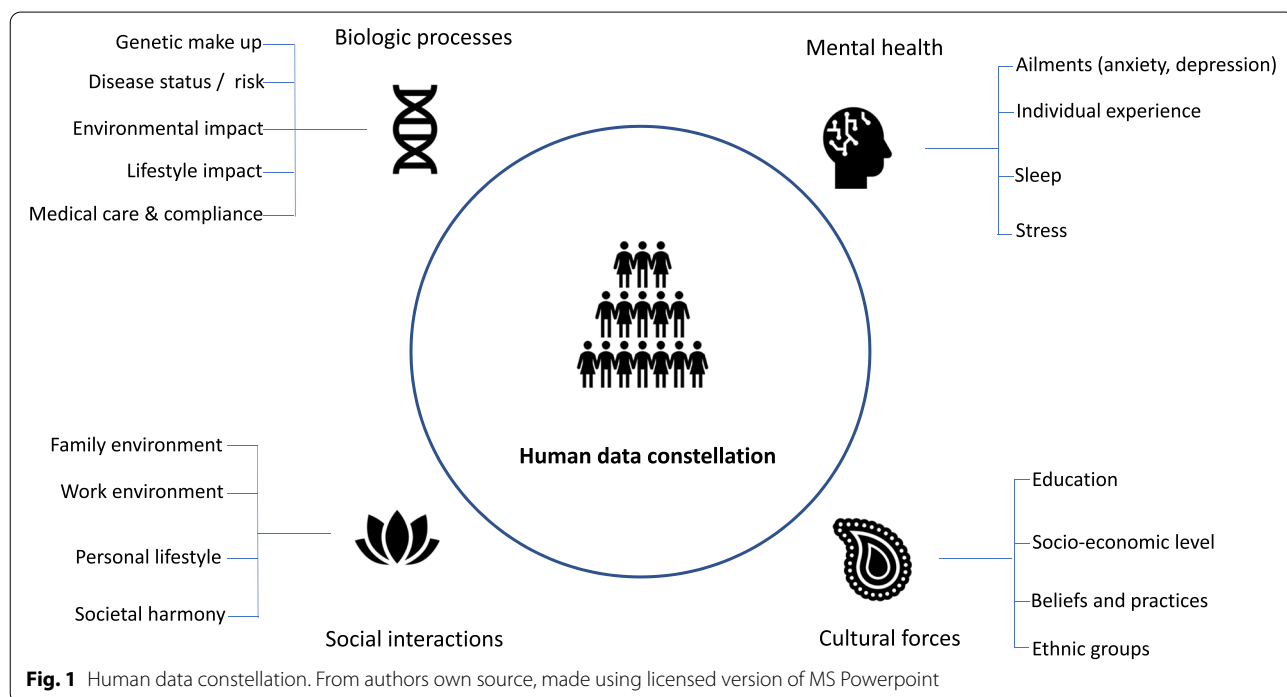 Biologic processes
Genetic make up
Disease status / risk
Environmental impact
Lifestyle impact
Medical care & compliance
Mental health
Ailments (anxiety, depression)
Individual experience
Sleep
Stress
Human data constellation
Family environment
Work environment
Personal lifestyle
Societal harmony
Social interactions
Education
Socio-economic level
Beliefs and practices
Ethnic groups
Cultural forces
Fig. 1 Human data constellation. From authors own source, made using licensed version of MS Powerpoint